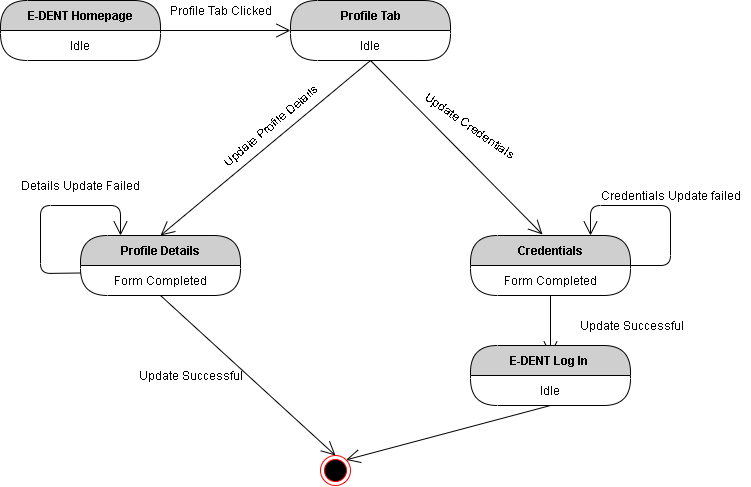 E-DENT Homepage
Idle
Profile Tab Clicked
Profile Tab
Idle
Update Profile Details
Update Credentials
Details Update Failed
Credentials Update failed
Profile Details
Form Completed
Credentials
Form Completed
Update Successful
E-DENT Log In
Idle
Update Successful